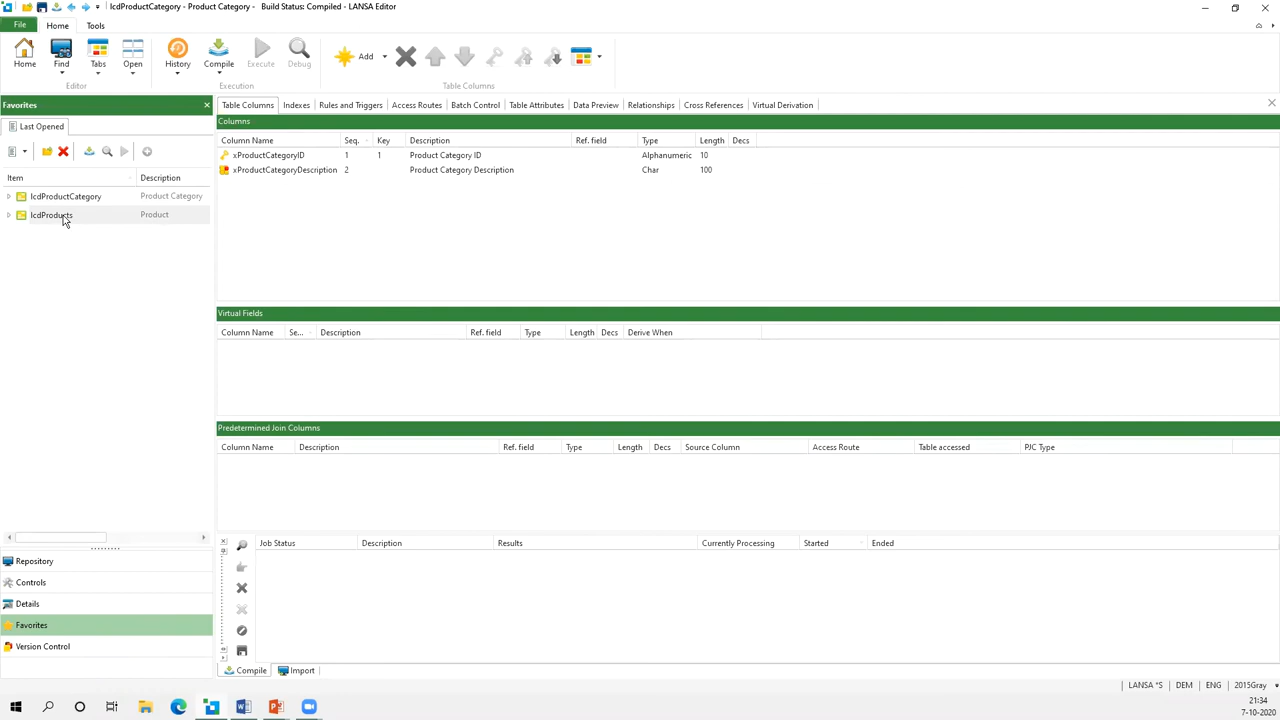 lcdProductCategory - Product Category - Build Status: Compiled - LANSA Editor
File Home Tools
Home Find Tabs Open History Compile Execute Debug Add
Editor Execution Table Columns
Favorites
Last Opened
Item Description
lcdProductCategory Product Category
lcdProducts Product
Repository
Controls
Details
Favorites
Version Control
Table Columns Indexes Rules and Triggers Access Routes Batch Control Table Attributes Data Preview Relationships Cross References Virtual Derivation
Columns
Column Name Seq. Key Description Ref. field Type Length Decs
xProductCategoryID 1 1 Product Category ID Alphanumeric 10
xProductCategoryDescription 2 Product Category Description Char 100
Virtual Fields
Column Name Se... Description Ref. field Type Length Decs Derive When
Predetermined Join Columns
Column Name Description Ref. field Type Length Decs Source Column Access Route Table accessed PJC Type
Job Status Description Results Currently Processing Started Ended
Compile Import
LANSA *S DEM ENG 2015Gray
21:34
7-10-2020